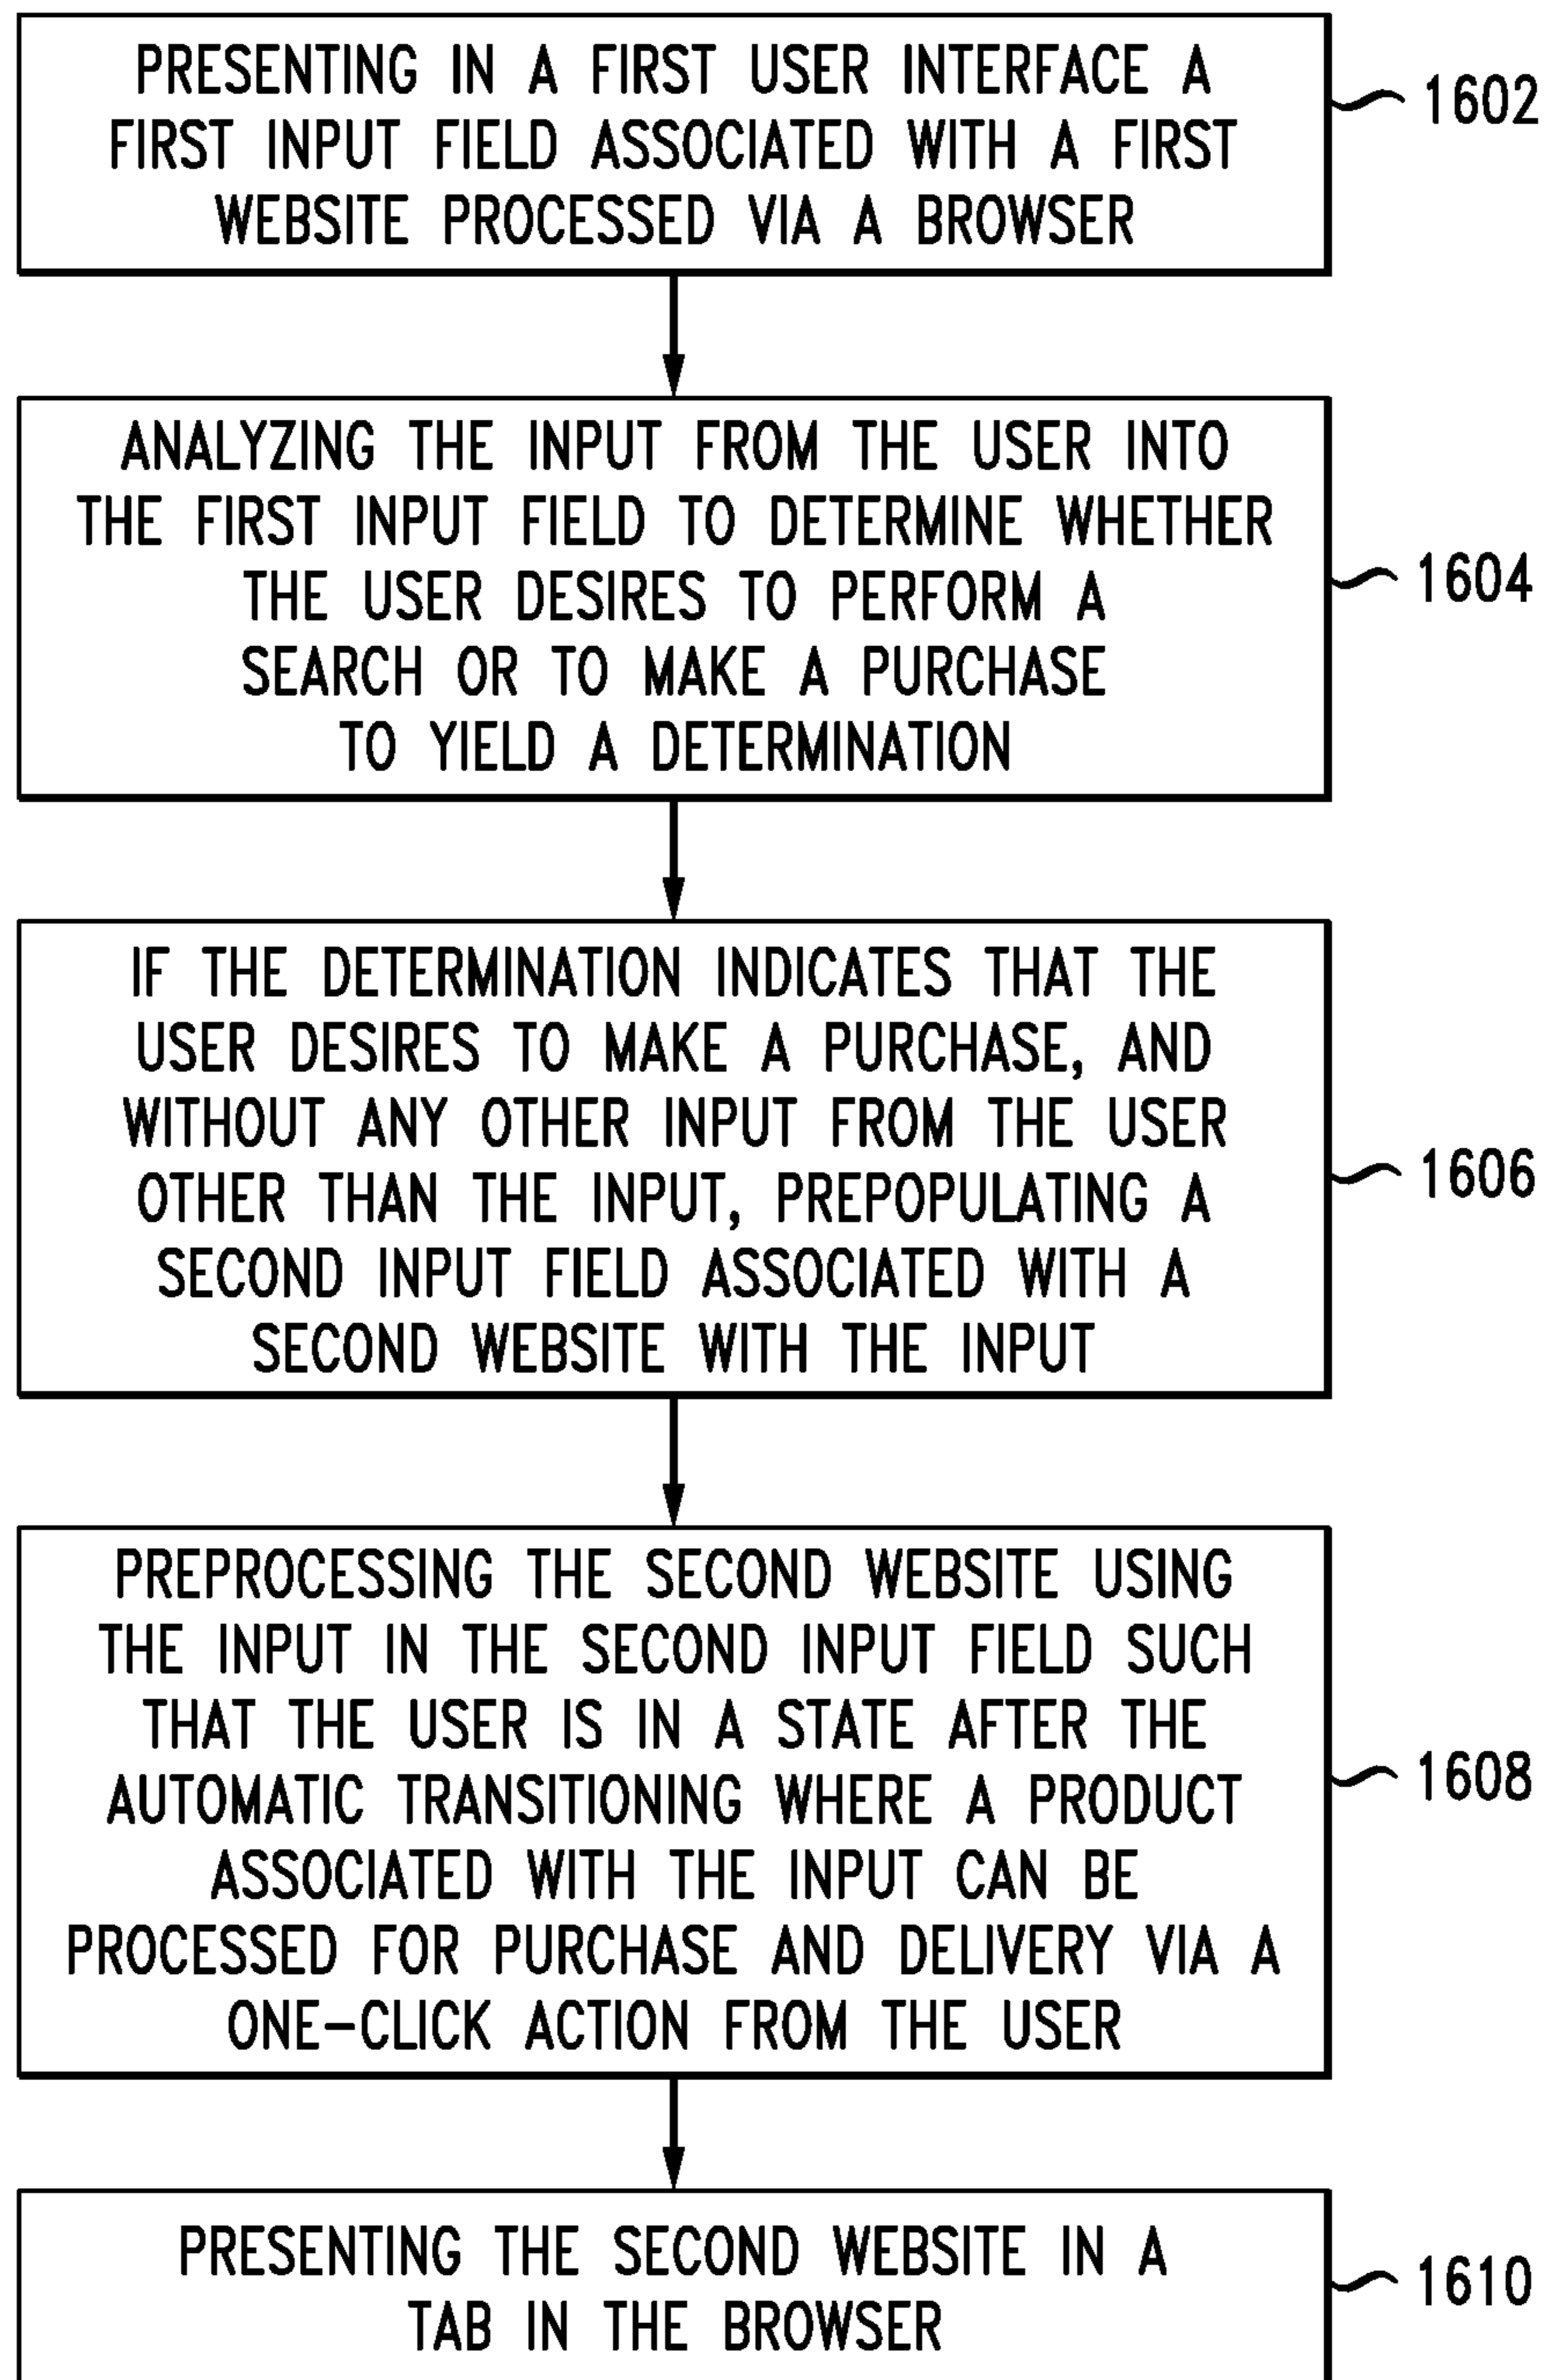 PRESENTING IN A FIRST USER INTERFACE A
FIRST INPUT FIELD ASSOCIATED WITH A FIRST
WEBSITE PROCESSED VIA A BROWSER
1602
ANALYZING THE INPUT FROM THE USER INTO
THE FIRST INPUT FIELD TO DETERMINE WHETHER
THE USER DESIRES TO PERFORM A
SEARCH OR TO MAKE A PURCHASE
TO YIELD A DETERMINATION
1604
IF THE DETERMINATION INDICATES THAT THE
USER DESIRES TO MAKE A PURCHASE, AND
WITHOUT ANY OTHER INPUT FROM THE USER
OTHER THAN THE INPUT, PREPOPULATING A
SECOND INPUT FIELD ASSOCIATED WITH A
SECOND WEBSITE WITH THE INPUT
1606
PREPROCESSING THE SECOND WEBSITE USING
THE INPUT IN THE SECOND INPUT FIELD SUCH
THAT THE USER IS IN A STATE AFTER THE
AUTOMATIC TRANSITIONING WHERE A PRODUCT
ASSOCIATED WITH THE INPUT CAN BE
PROCESSED FOR PURCHASE AND DELIVERY VIA A
ONE-CLICK ACTION FROM THE USER
1608
PRESENTING THE SECOND WEBSITE IN A
TAB IN THE BROWSER
1610